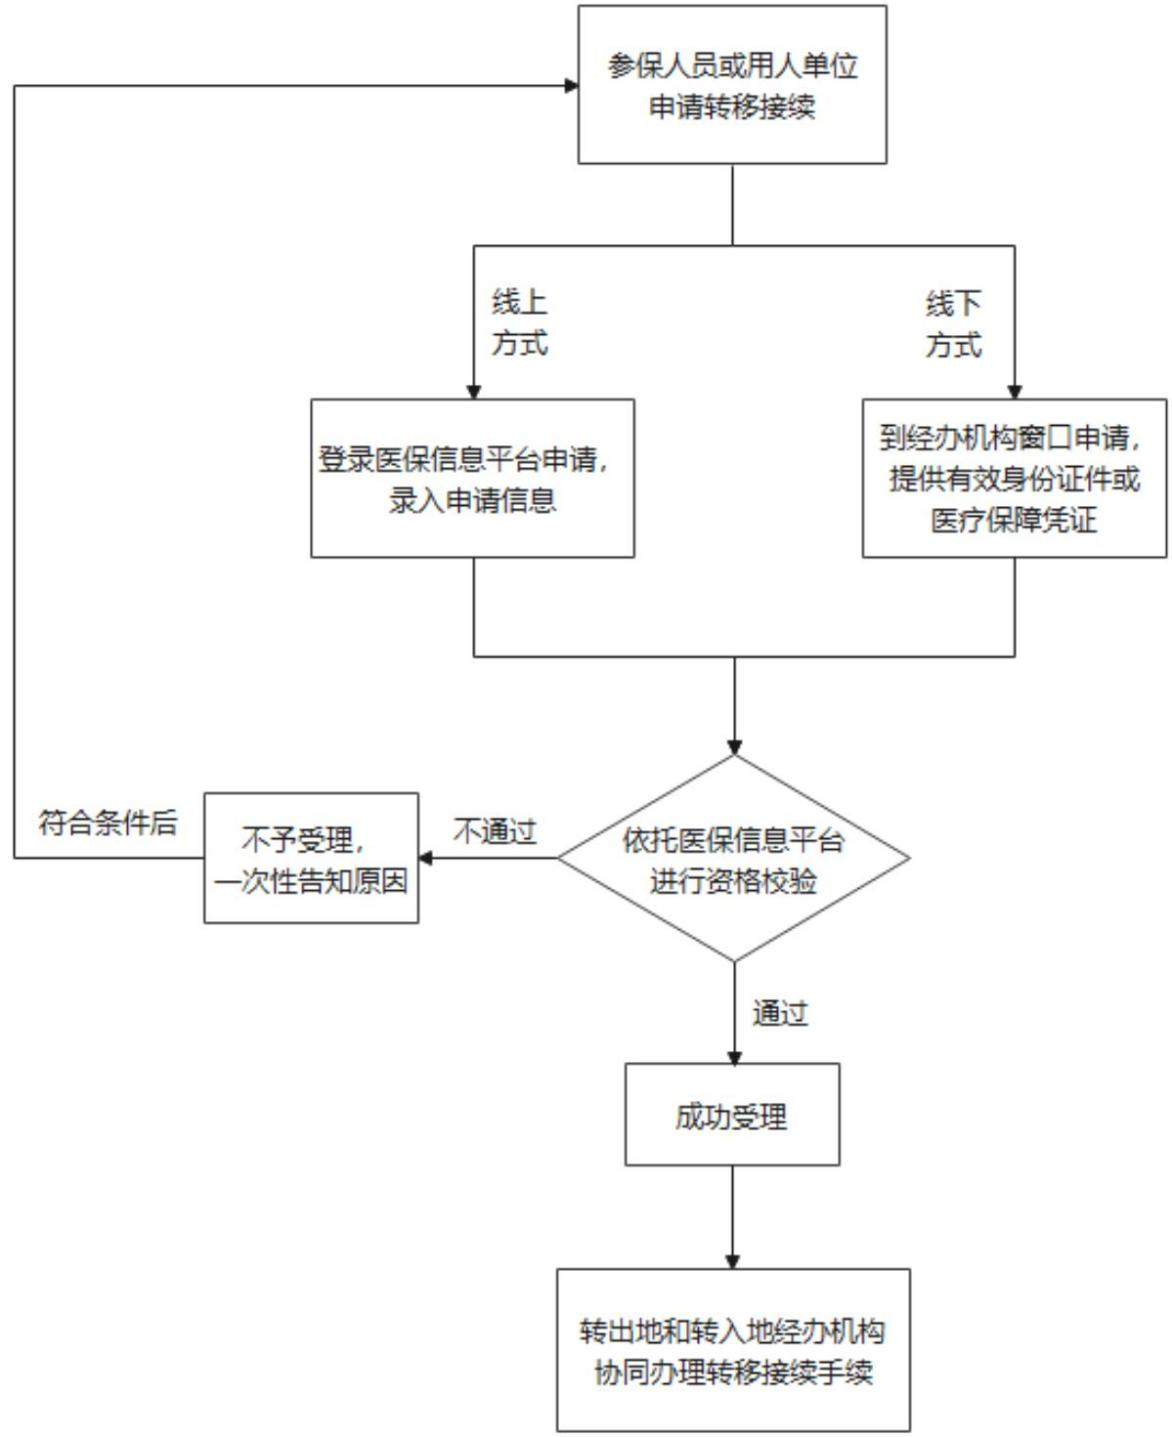 参保人员或用人单位
申请转移接续
线上
方式
线下
方式
登录医保信息平台申请，
录入申请信息
到经办机构窗口申请，
提供有效身份证件或
医疗保障凭证
符合条件后
不予受理，
一次性告知原因
不通过
依托医保信息平台
进行资格校验
通过
成功受理
转出地和转入地经办机构
协同办理转移接续手续